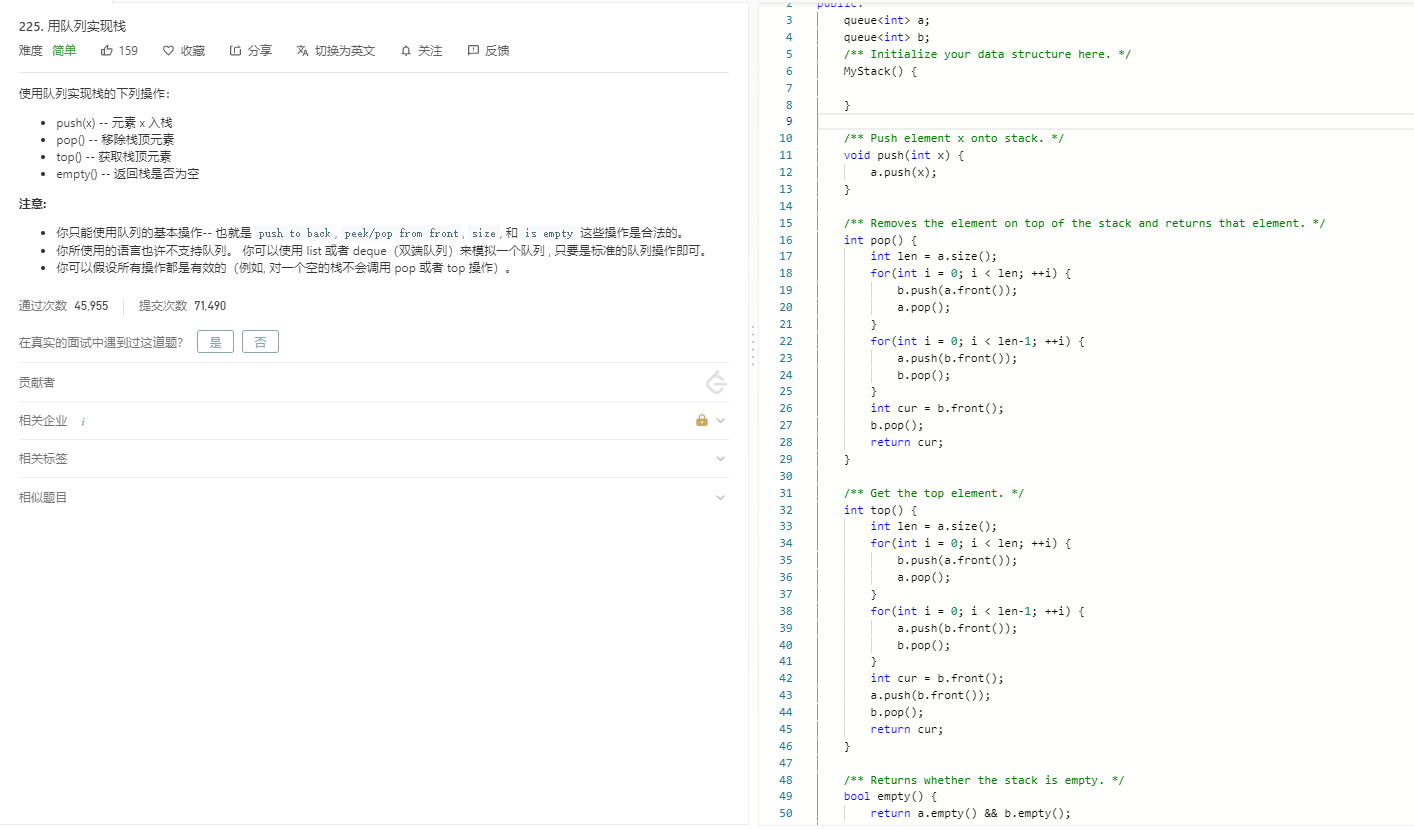 225. 用队列实现栈
难度 简单 159 收藏 分享 切换为英文 关注 反馈
使用队列实现栈的下列操作：
push(x) -- 元素 x 入栈
pop() -- 移除栈顶元素
top() -- 获取栈顶元素
empty() -- 返回栈是否为空
注意:
你只能使用队列的基本操作-- 也就是 push to back, peek/pop from front, size, 和 is empty 这些操作是合法的。
你所使用的语言也许不支持队列。 你可以使用 list 或者 deque（双端队列）来模拟一个队列 , 只要是标准的队列操作即可。
你可以假设所有操作都是有效的（例如, 对一个空的栈不会调用 pop 或者 top 操作）。
通过次数 45,955 提交次数 71,490
在真实的面试中遇到过这道题? 是 否
贡献者
相关企业 i
相关标签
相似题目
2 public:
3 queue<int> a;
4 queue<int> b;
5 /** Initialize your data structure here. */
6 MyStack() {
7
8 }
9
10 /** Push element x onto stack. */
11 void push(int x) {
12 a.push(x);
13 }
14
15 /** Removes the element on top of the stack and returns that element. */
16 int pop() {
17 int len = a.size();
18 for(int i = 0; i < len; ++i) {
19 b.push(a.front());
20 a.pop();
21 }
22 for(int i = 0; i < len-1; ++i) {
23 a.push(b.front());
24 b.pop();
25 }
26 int cur = b.front();
27 b.pop();
28 return cur;
29 }
30
31 /** Get the top element. */
32 int top() {
33 int len = a.size();
34 for(int i = 0; i < len; ++i) {
35 b.push(a.front());
36 a.pop();
37 }
38 for(int i = 0; i < len-1; ++i) {
39 a.push(b.front());
40 b.pop();
41 }
42 int cur = b.front();
43 a.push(b.front());
44 b.pop();
45 return cur;
46 }
47
48 /** Returns whether the stack is empty. */
49 bool empty() {
50 return a.empty() && b.empty();